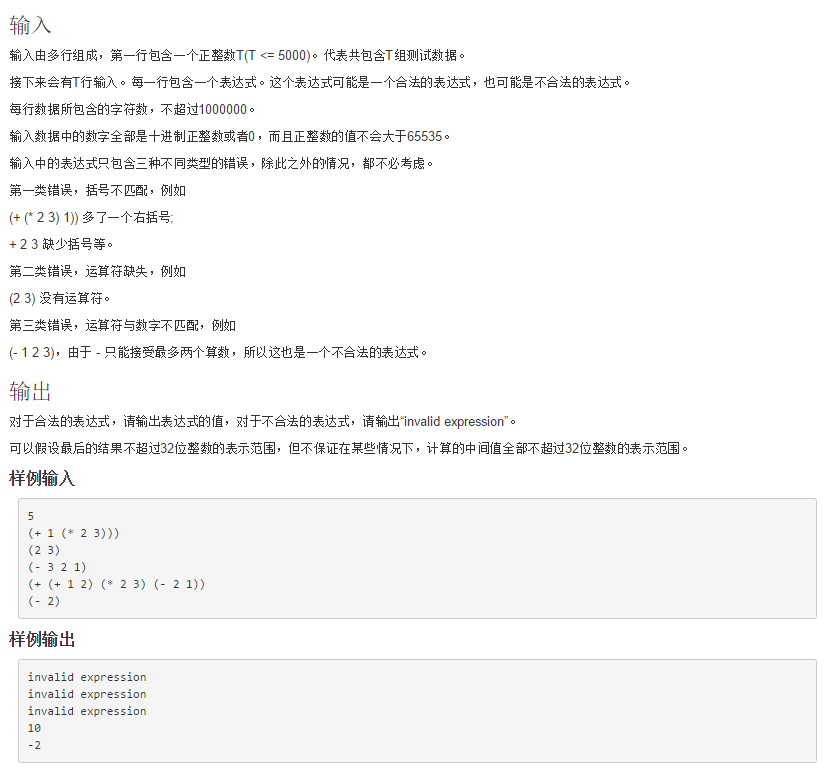 输入
输入由多行组成，第一行包含一个正整数T(T <= 5000)。代表共包含T组测试数据。
接下来会有T行输入。每一行包含一个表达式。这个表达式可能是一个合法的表达式，也可能是不合法的表达式。
每行数据所包含的字符数，不超过1000000。
输入数据中的数字全部是十进制正整数或者0，而且正整数的值不会大于65535。
输入中的表达式只包含三种不同类型的错误，除此之外的情况，都不必考虑。
第一类错误，括号不匹配，例如
(+ (* 2 3) 1)) 多了一个右括号;
+ 2 3 缺少括号等。
第二类错误，运算符缺失，例如
(2 3) 没有运算符。
第三类错误，运算符与数字不匹配，例如
(- 1 2 3)，由于 - 只能接受最多两个算数，所以这也是一个不合法的表达式。
输出
对于合法的表达式，请输出表达式的值，对于不合法的表达式，请输出“invalid expression”。
可以假设最后的结果不超过32位整数的表示范围，但不保证在某些情况下，计算的中间值全部不超过32位整数的表示范围。
样例输入
5
(+ 1 (* 2 3)))
(2 3)
(- 3 2 1)
(+ (+ 1 2) (* 2 3) (- 2 1))
(- 2)
样例输出
invalid expression
invalid expression
invalid expression
10
-2